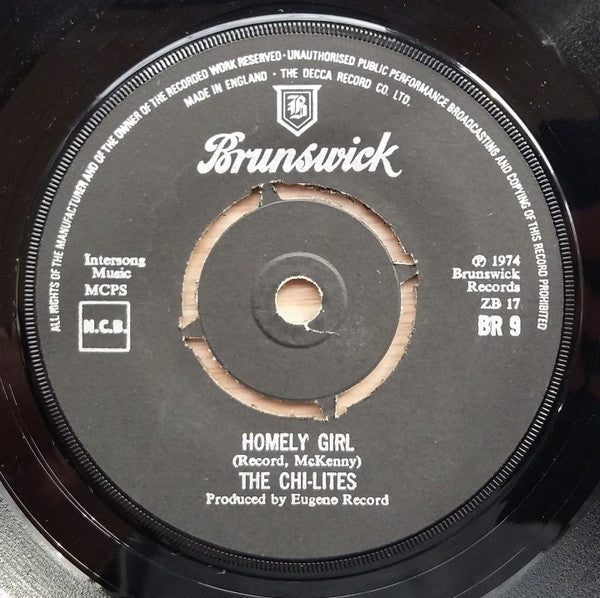 ALL RIGHTS OF THE MANUFACTURER AND OF THE OWNER OF THE RECORDED WORK RESERVED · UNAUTHORISED PUBLIC PERFORMANCE BROADCASTING AND COPYING OF THIS RECORD PROHIBITED
MADE IN ENGLAND · THE DECCA RECORD CO. LTD.
B
Brunswick
Intersong
Music
MCPS
N.C.B.
℗ 1974
Brunswick
Records
ZB 17
BR 9
HOMELY GIRL
(Record, McKenny)
THE CHI-LITES
Produced by Eugene Record